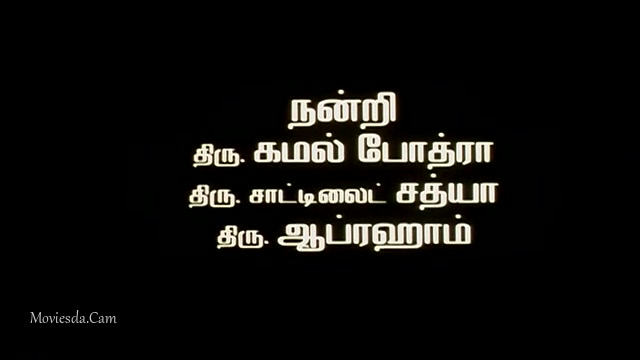 நன்றி
திரு. கமல் போத்ரா
திரு. சாட்டிலைட் சத்யா
திரு. ஆப்ரஹாம்
Moviesda.Cam